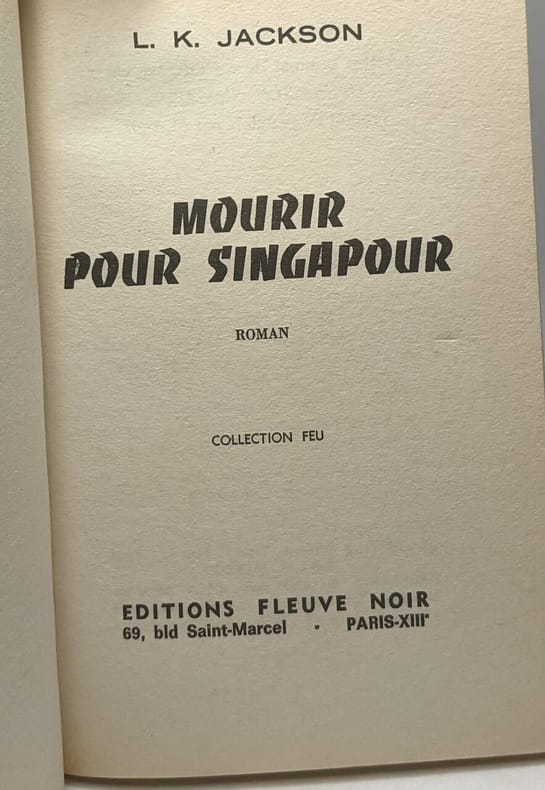 L. K. JACKSON
MOURIR
POUR SINGAPOUR
ROMAN
COLLECTION FEU
EDITIONS FLEUVE NOIR
69, bld Saint-Marcel • PARIS-XIIIᵉ